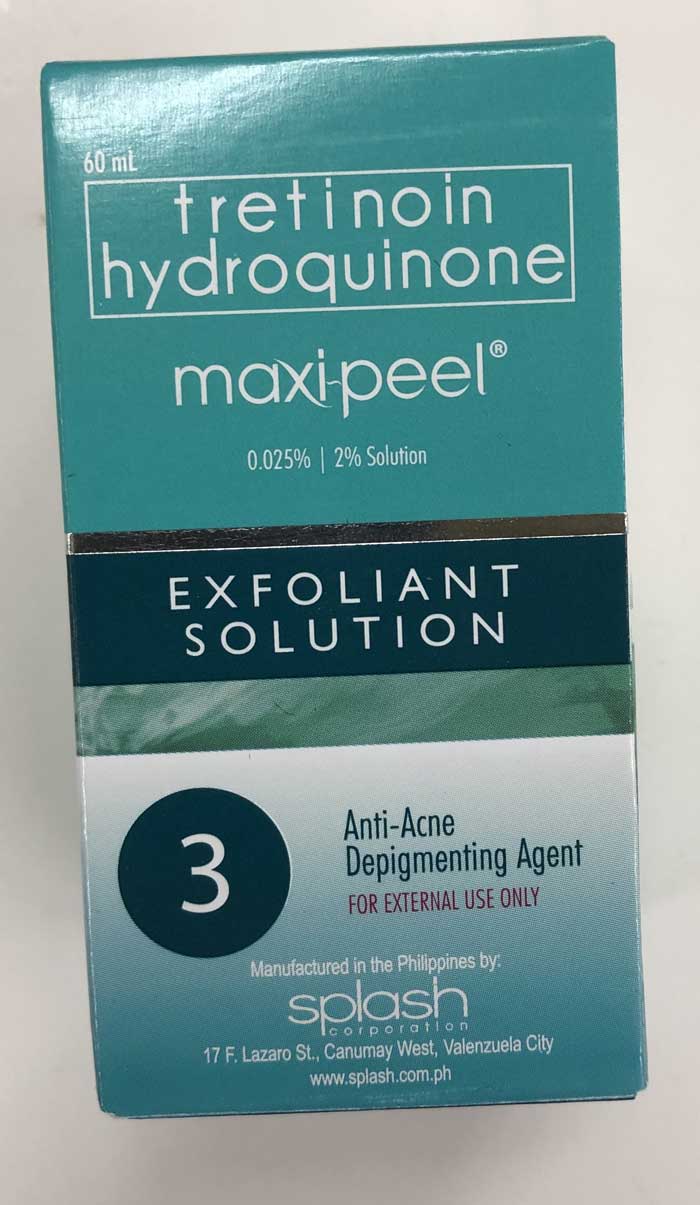 60 mL
tretinoin
hydroquinone
maxi-peel®
0.025% | 2% Solution
EXFOLIANT
SOLUTION
3
Anti-Acne
Depigmenting Agent
FOR EXTERNAL USE ONLY
Manufactured in the Philippines by:
splash
corporation
17 F. Lazaro St., Canumay West, Valenzuela City
www.splash.com.ph